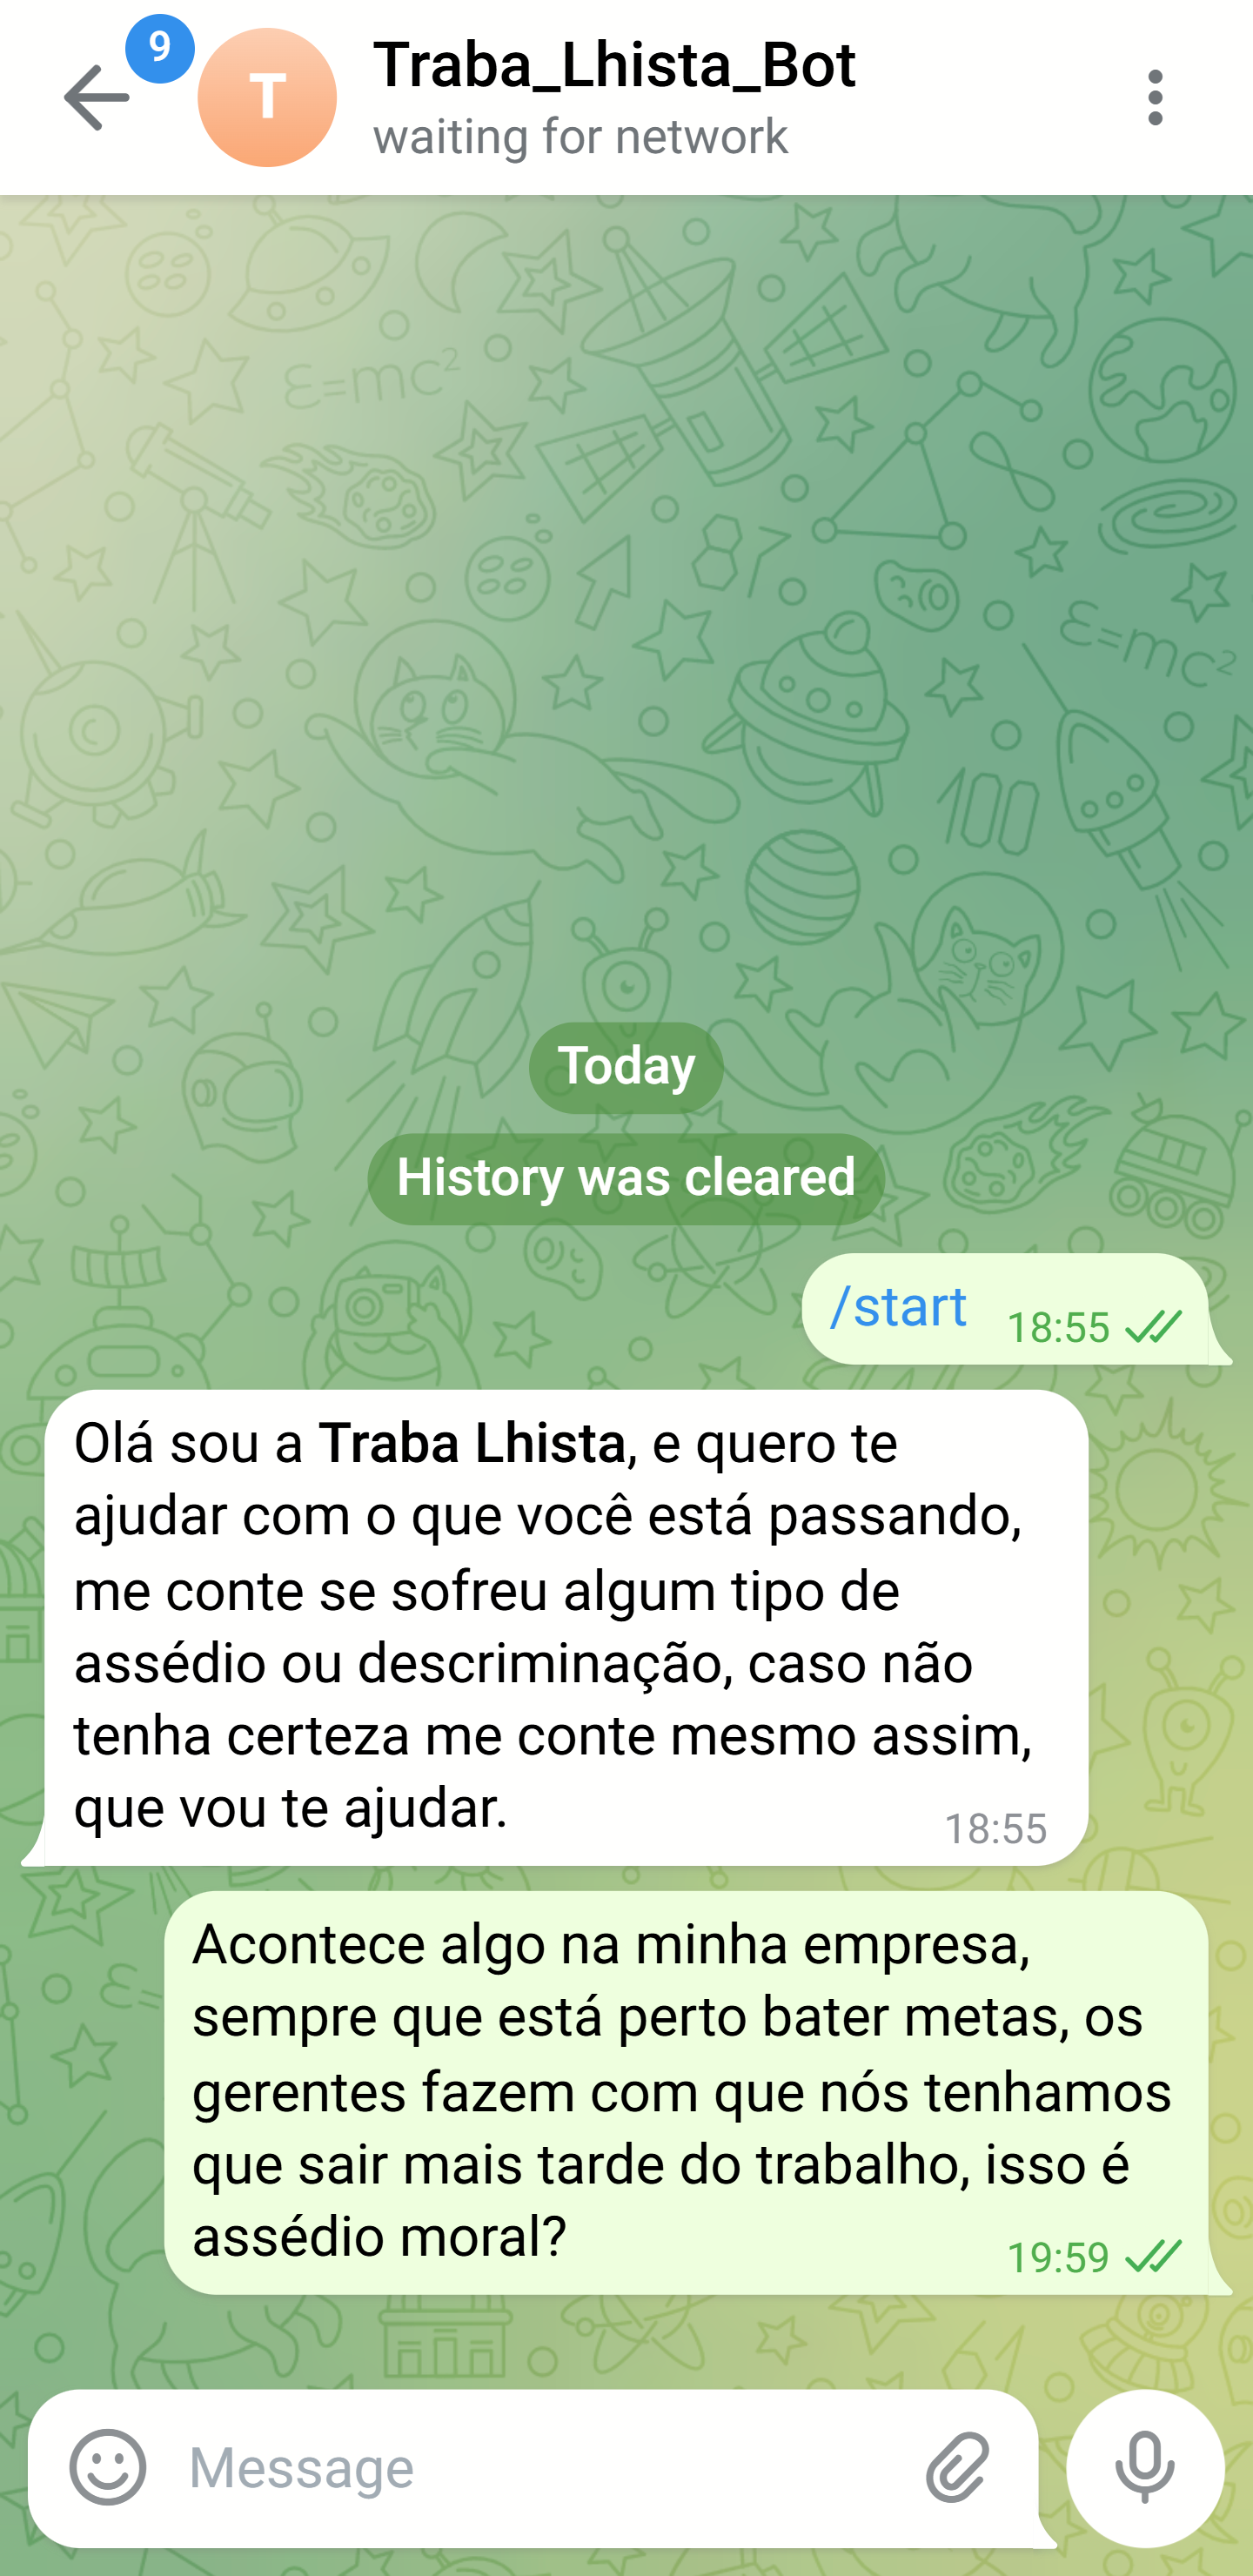 9
T
Traba_Lhista_Bot
waiting for network
ε=mc²
ε=mc²
Today
History was cleared
/start 18:55
Olá sou a Traba Lhista, e quero te
ajudar com o que você está passando,
me conte se sofreu algum tipo de
assédio ou descriminação, caso não
tenha certeza me conte mesmo assim,
que vou te ajudar.
18:55
Acontece algo na minha empresa,
sempre que está perto bater metas, os
gerentes fazem com que nós tenhamos
que sair mais tarde do trabalho, isso é
assédio moral?
19:59
ε=
Message